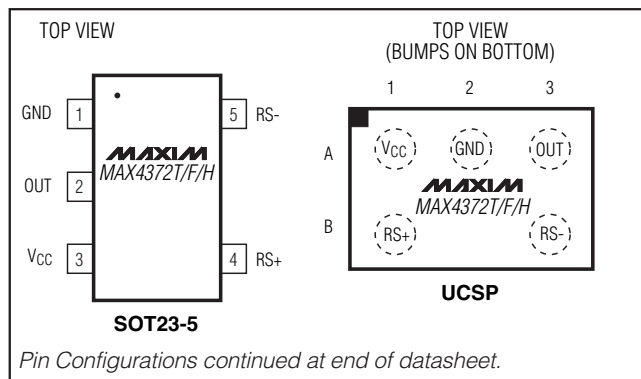 TOP VIEW
GND 1
OUT 2
VCC 3
5 RS-
4 RS+
MAXIM
MAX4372T/F/H
SOT23-5
TOP VIEW
(BUMPS ON BOTTOM)
1 2 3
A
B
VCC GND OUT
MAXIM
MAX4372T/F/H
RS+ RS-
UCSP
Pin Configurations continued at end of datasheet.